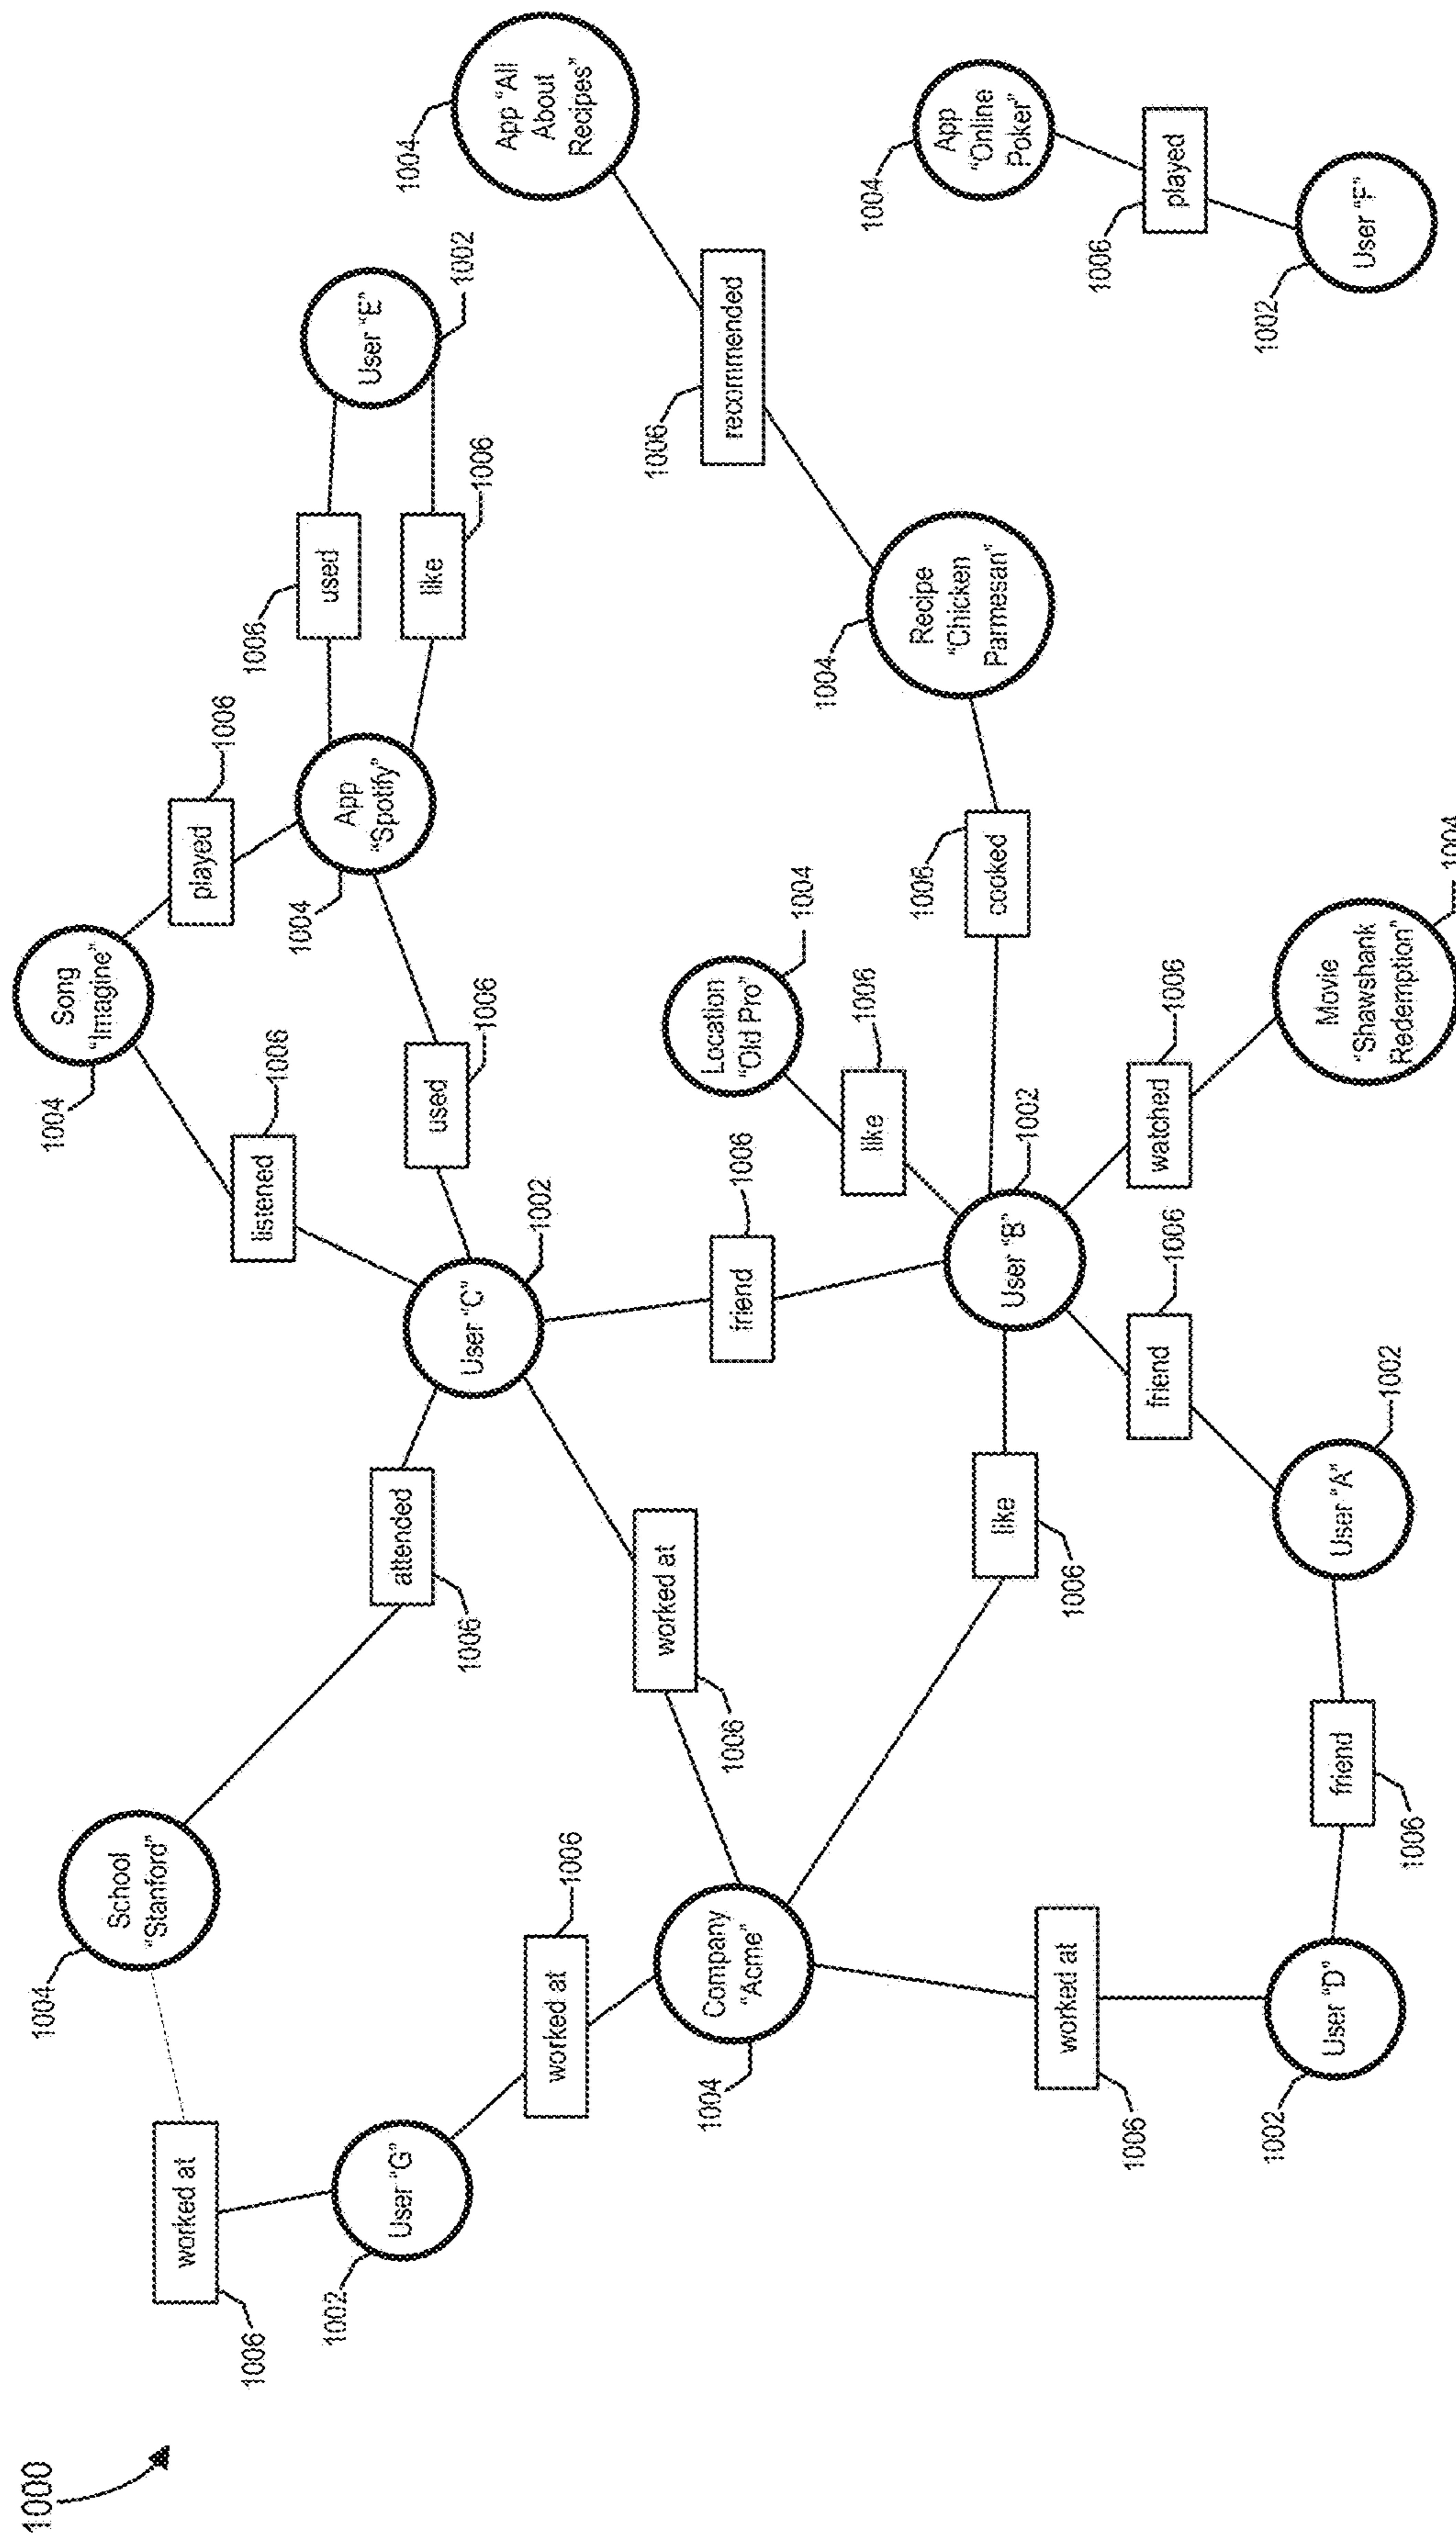 1000
1006
worked at
1004
School
"Stanford"
1004
Song
"Imagine"
played
1006
listened
1006
1002
User "G"
attended
1006
1004
App
"Spotify"
1006
used
like
1006
User "E"
1002
1004
App "All
About
Recipes"
worked at
1006
User "C"
1002
used
1006
1004
Company
"Acme"
worked at
1006
friend
1006
Location
"Old Pro"
1004
like
1006
1006
recommended
1004
Recipe
"Chicken
Parmesan"
1006
cooked
like
1006
User "B"
1002
1004
App
"Online
Poker"
1006
worked at
friend
1006
watched
1006
1006
played
1002
User "D"
friend
1006
User "A"
1002
Movie
"Shawshank
Redemption"
1004
1002
User "F"